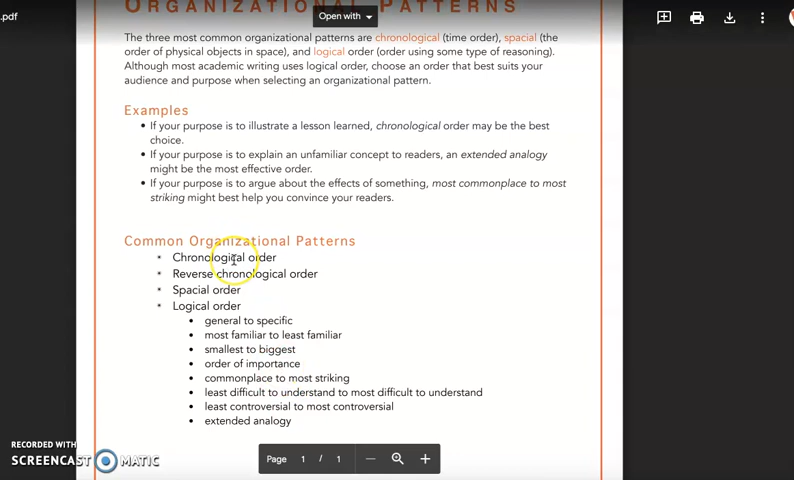 ORGANIZATIONAL PATTERNS
.pdf
Open with
The three most common organizational patterns are chronological (time order), spacial (the
order of physical objects in space), and logical order (order using some type of reasoning).
Although most academic writing uses logical order, choose an order that best suits your
audience and purpose when selecting an organizational pattern.
Examples
• If your purpose is to illustrate a lesson learned, chronological order may be the best
choice.
• If your purpose is to explain an unfamiliar concept to readers, an extended analogy
might be the most effective order.
• If your purpose is to argue about the effects of something, most commonplace to most
striking might best help you convince your readers.
Common Organizational Patterns
* Chronological order
* Reverse chronological order
* Spacial order
* Logical order
• general to specific
• most familiar to least familiar
• smallest to biggest
• order of importance
• commonplace to most striking
• least difficult to understand to most difficult to understand
• least controversial to most controversial
• extended analogy
RECORDED WITH
SCREENCAST MATIC
Page 1 / 1